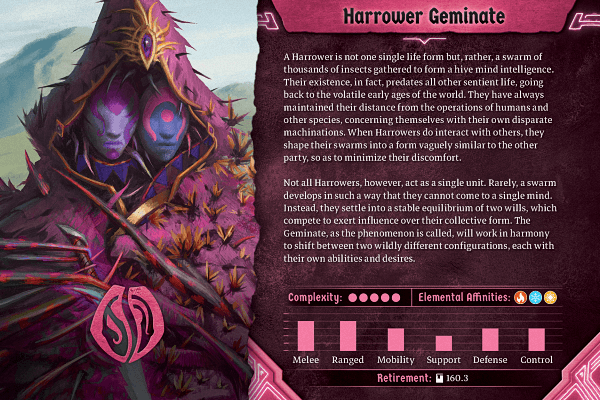 Harrower Geminate
A Harrower is not one single life form but, rather, a swarm of
thousands of insects gathered to form a hive mind intelligence.
Their existence, in fact, predates all other sentient life, going
back to the volatile early ages of the world. They have always
maintained their distance from the operations of humans and
other species, concerning themselves with their own disparate
machinations. When Harrowers do interact with others, they
shape their swarms into a form vaguely similar to the other
party, so as to minimize their discomfort.
Not all Harrowers, however, act as a single unit. Rarely, a swarm
develops in such a way that they cannot come to a single mind.
Instead, they settle into a stable equilibrium of two wills, which
compete to exert influence over their collective form. The
Geminate, as the phenomenon is called, will work in harmony
to shift between two wildly different configurations, each with
their own abilities and desires.
Complexity: Elemental Affinities:
Melee Ranged Mobility Support Defense Control
Retirement: 160.3